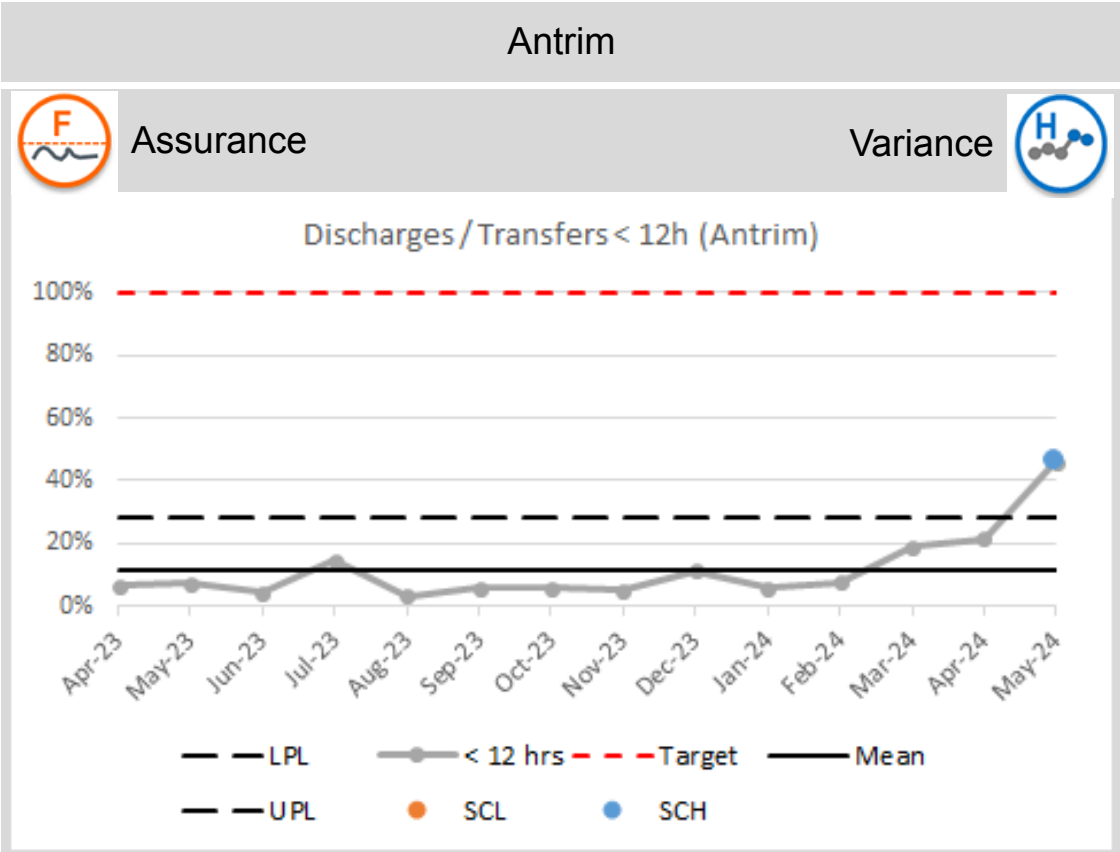 Antrim
F
Assurance
Variance
H
Discharges / Transfers < 12h (Antrim)
100%
80%
60%
40%
20%
0%
Apr-23
May-23
Jun-23
Jul-23
Aug-23
Sep-23
Oct-23
Nov-23
Dec-23
Jan-24
Feb-24
Mar-24
Apr-24
May-24
LPL
< 12 hrs
Target
Mean
UPL
SCL
SCH